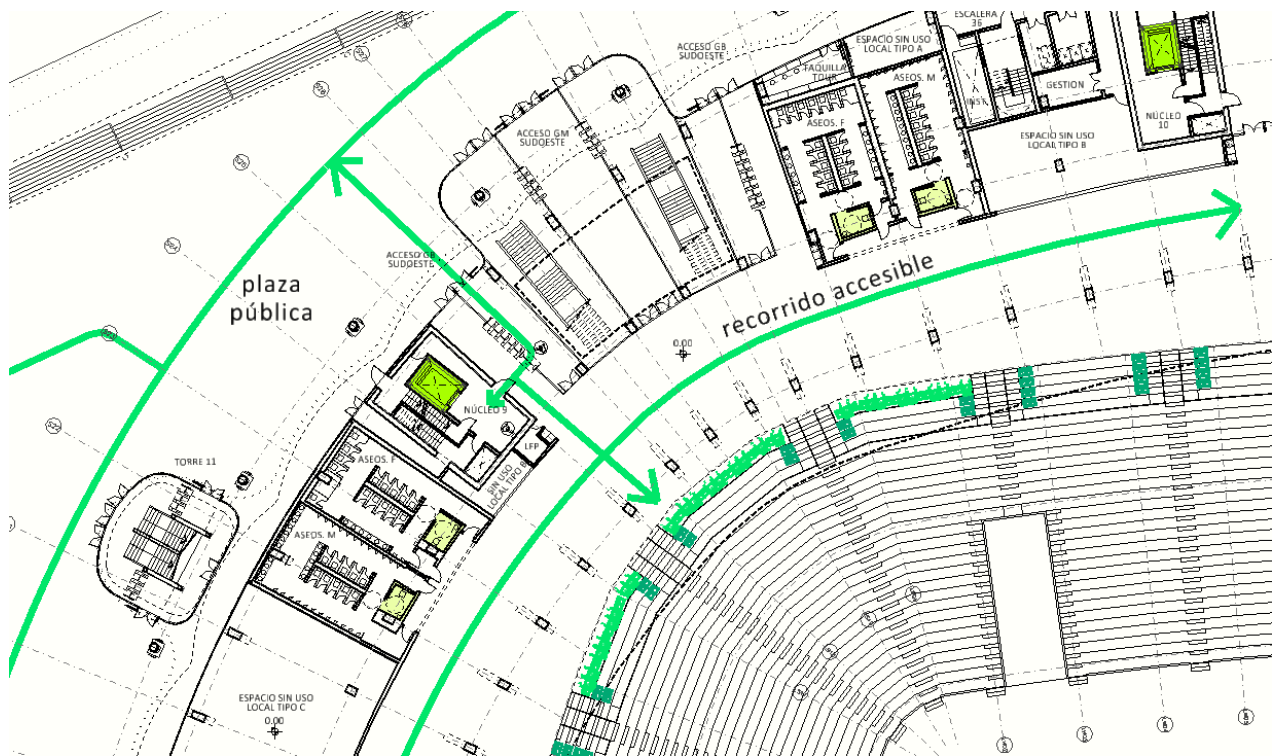 ESCALERA
36
ACCESO GB
SUDOESTE
ESPACIO SIN USO
LOCAL TIPO A
TAQUILLA
TOUR
ASEOS. M
GESTION
INST.
NÚCLEO
10
ACCESO GM
SUDOESTE
ASEOS. F
ESPACIO SIN USO
LOCAL TIPO B
ACCESO GB
SUDOESTE
plaza
pública
recorrido accesible
0.00
NÚCLEO 9
LFP
SIN USO
LOCAL TIPO B
TORRE 11
ASEOS. F
ASEOS. M
ESPACIO SIN USO
LOCAL TIPO C
0.00